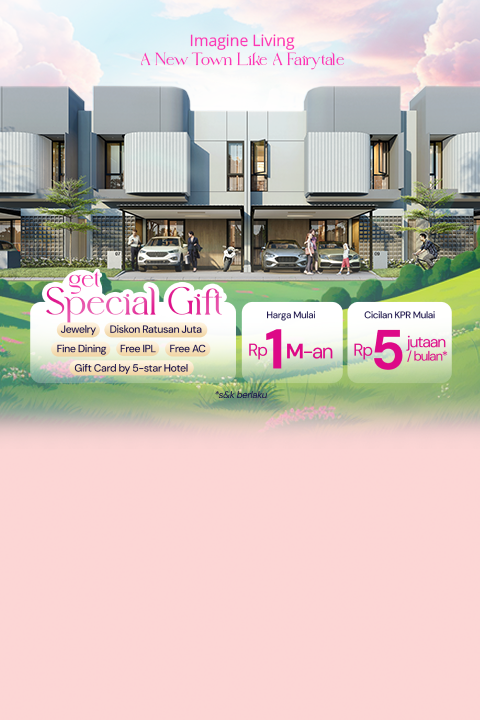 Imagine Living
A New Town Like A Fairytale
get
Special Gift
Jewelry
Diskon Ratusan Juta
Fine Dining
Free IPL
Free AC
Gift Card by 5-star Hotel
Harga Mulai
Rp 1 M-an
Cicilan KPR Mulai
Rp 5 jutaan
/ bulan*
*s&k berlaku